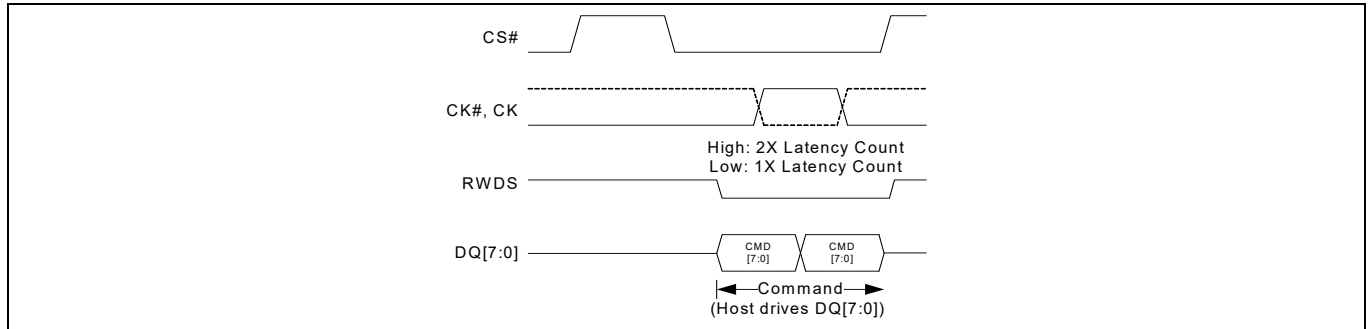 CS#
CK#, CK
High: 2X Latency Count
Low: 1X Latency Count
RWDS
DQ[7:0]
CMD
[7:0]
CMD
[7:0]
Command
(Host drives DQ[7:0])